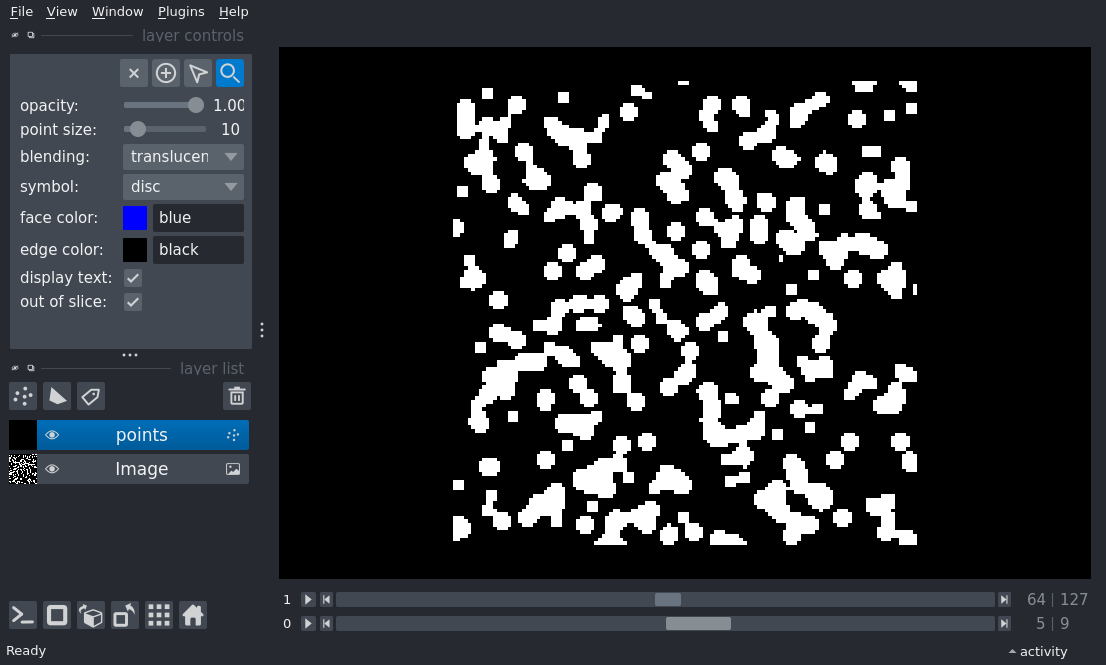 File View Window Plugins Help
layer controls
opacity: 1.00
point size: 10
blending: translucen
symbol: disc
face color: blue
edge color: black
display text:
out of slice:
layer list
points
Image
1 64 | 127
0 5 | 9
Ready activity